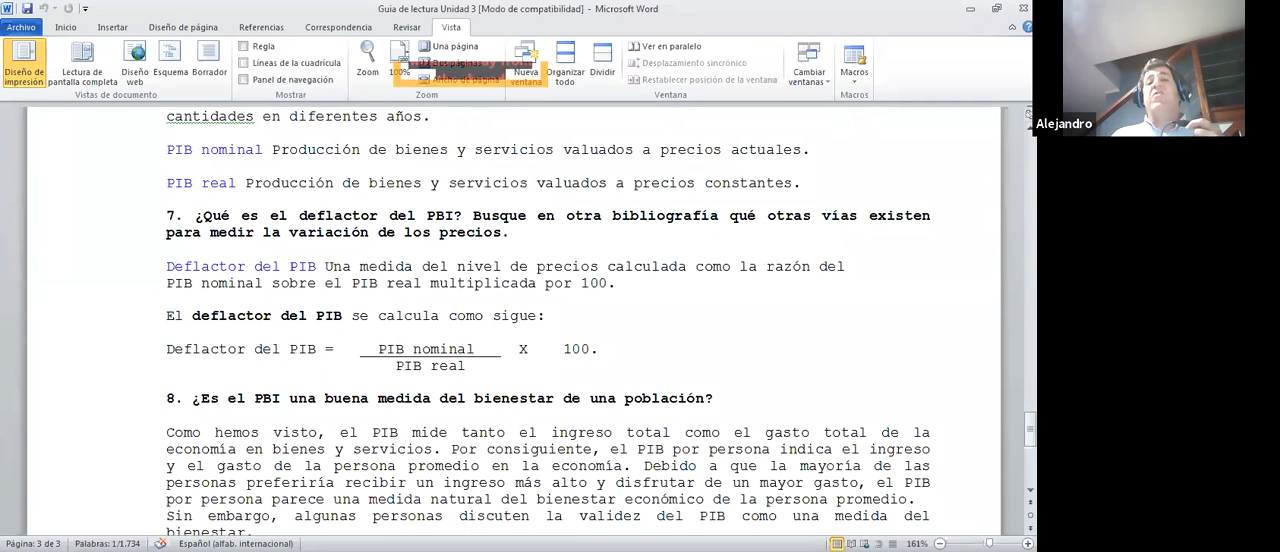 Guia de lectura Unidad 3 [Modo de compatibilidad] - Microsoft Word
Archivo Inicio Insertar Diseño de página Referencias Correspondencia Revisar Vista
Diseño de impresión
Lectura de pantalla completa
Diseño web
Esquema
Borrador
Vistas de documento
Regla
Líneas de la cuadrícula
Panel de navegación
Mostrar
Zoom
100%
Una página
Dos páginas
Ancho de página
Zoom
Nueva ventana
Organizar todo
Dividir
Ver en paralelo
Desplazamiento sincrónico
Restablecer posición de la ventana
Ventana
Cambiar ventanas
Macros
Macros
Alejandro
cantidades en diferentes años.
PIB nominal Producción de bienes y servicios valuados a precios actuales.
PIB real Producción de bienes y servicios valuados a precios constantes.
7. ¿Qué es el deflactor del PBI? Busque en otra bibliografía qué otras vías existen
para medir la variación de los precios.
Deflactor del PIB Una medida del nivel de precios calculada como la razón del
PIB nominal sobre el PIB real multiplicada por 100.
El deflactor del PIB se calcula como sigue:
Deflactor del PIB = PIB nominal X 100.
PIB real
8. ¿Es el PBI una buena medida del bienestar de una población?
Como hemos visto, el PIB mide tanto el ingreso total como el gasto total de la
economía en bienes y servicios. Por consiguiente, el PIB por persona indica el ingreso
y el gasto de la persona promedio en la economía. Debido a que la mayoría de las
personas preferiría recibir un ingreso más alto y disfrutar de un mayor gasto, el PIB
por persona parece una medida natural del bienestar económico de la persona promedio.
Sin embargo, algunas personas discuten la validez del PIB como una medida del
bienestar.
Página: 3 de 3 Palabras: 1/1.734 Español (alfab. internacional) 161%